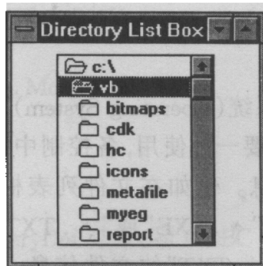 Directory List Box
c:\
vb
bitmaps
cdk
hc
icons
metafile
myeg
report